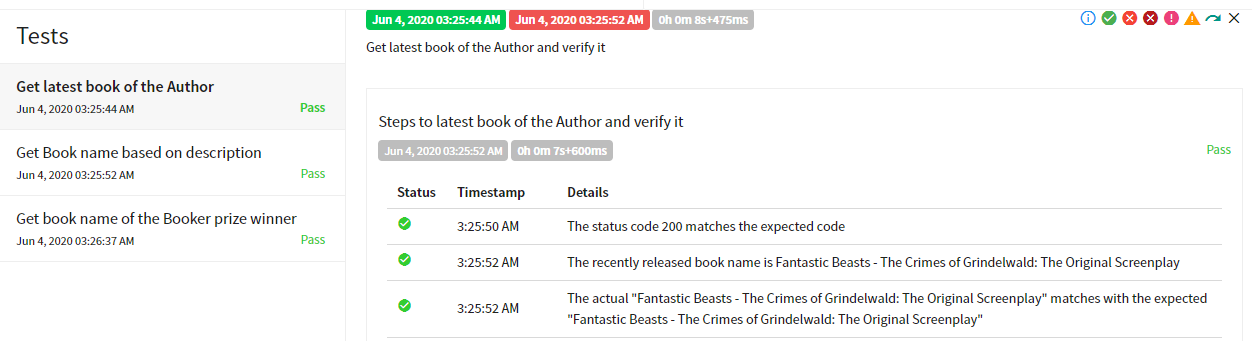 Tests
Get latest book of the Author
Jun 4, 2020 03:25:44 AM
Pass
Get Book name based on description
Jun 4, 2020 03:25:52 AM
Pass
Get book name of the Booker prize winner
Jun 4, 2020 03:26:37 AM
Pass
Jun 4, 2020 03:25:44 AM Jun 4, 2020 03:25:52 AM 0h 0m 8s+475ms
Get latest book of the Author and verify it
Steps to latest book of the Author and verify it
Jun 4, 2020 03:25:52 AM 0h 0m 7s+600ms
Pass
Status Timestamp Details
3:25:50 AM The status code 200 matches the expected code
3:25:52 AM The recently released book name is Fantastic Beasts - The Crimes of Grindelwald: The Original Screenplay
3:25:52 AM The actual "Fantastic Beasts - The Crimes of Grindelwald: The Original Screenplay" matches with the expected
"Fantastic Beasts - The Crimes of Grindelwald: The Original Screenplay"